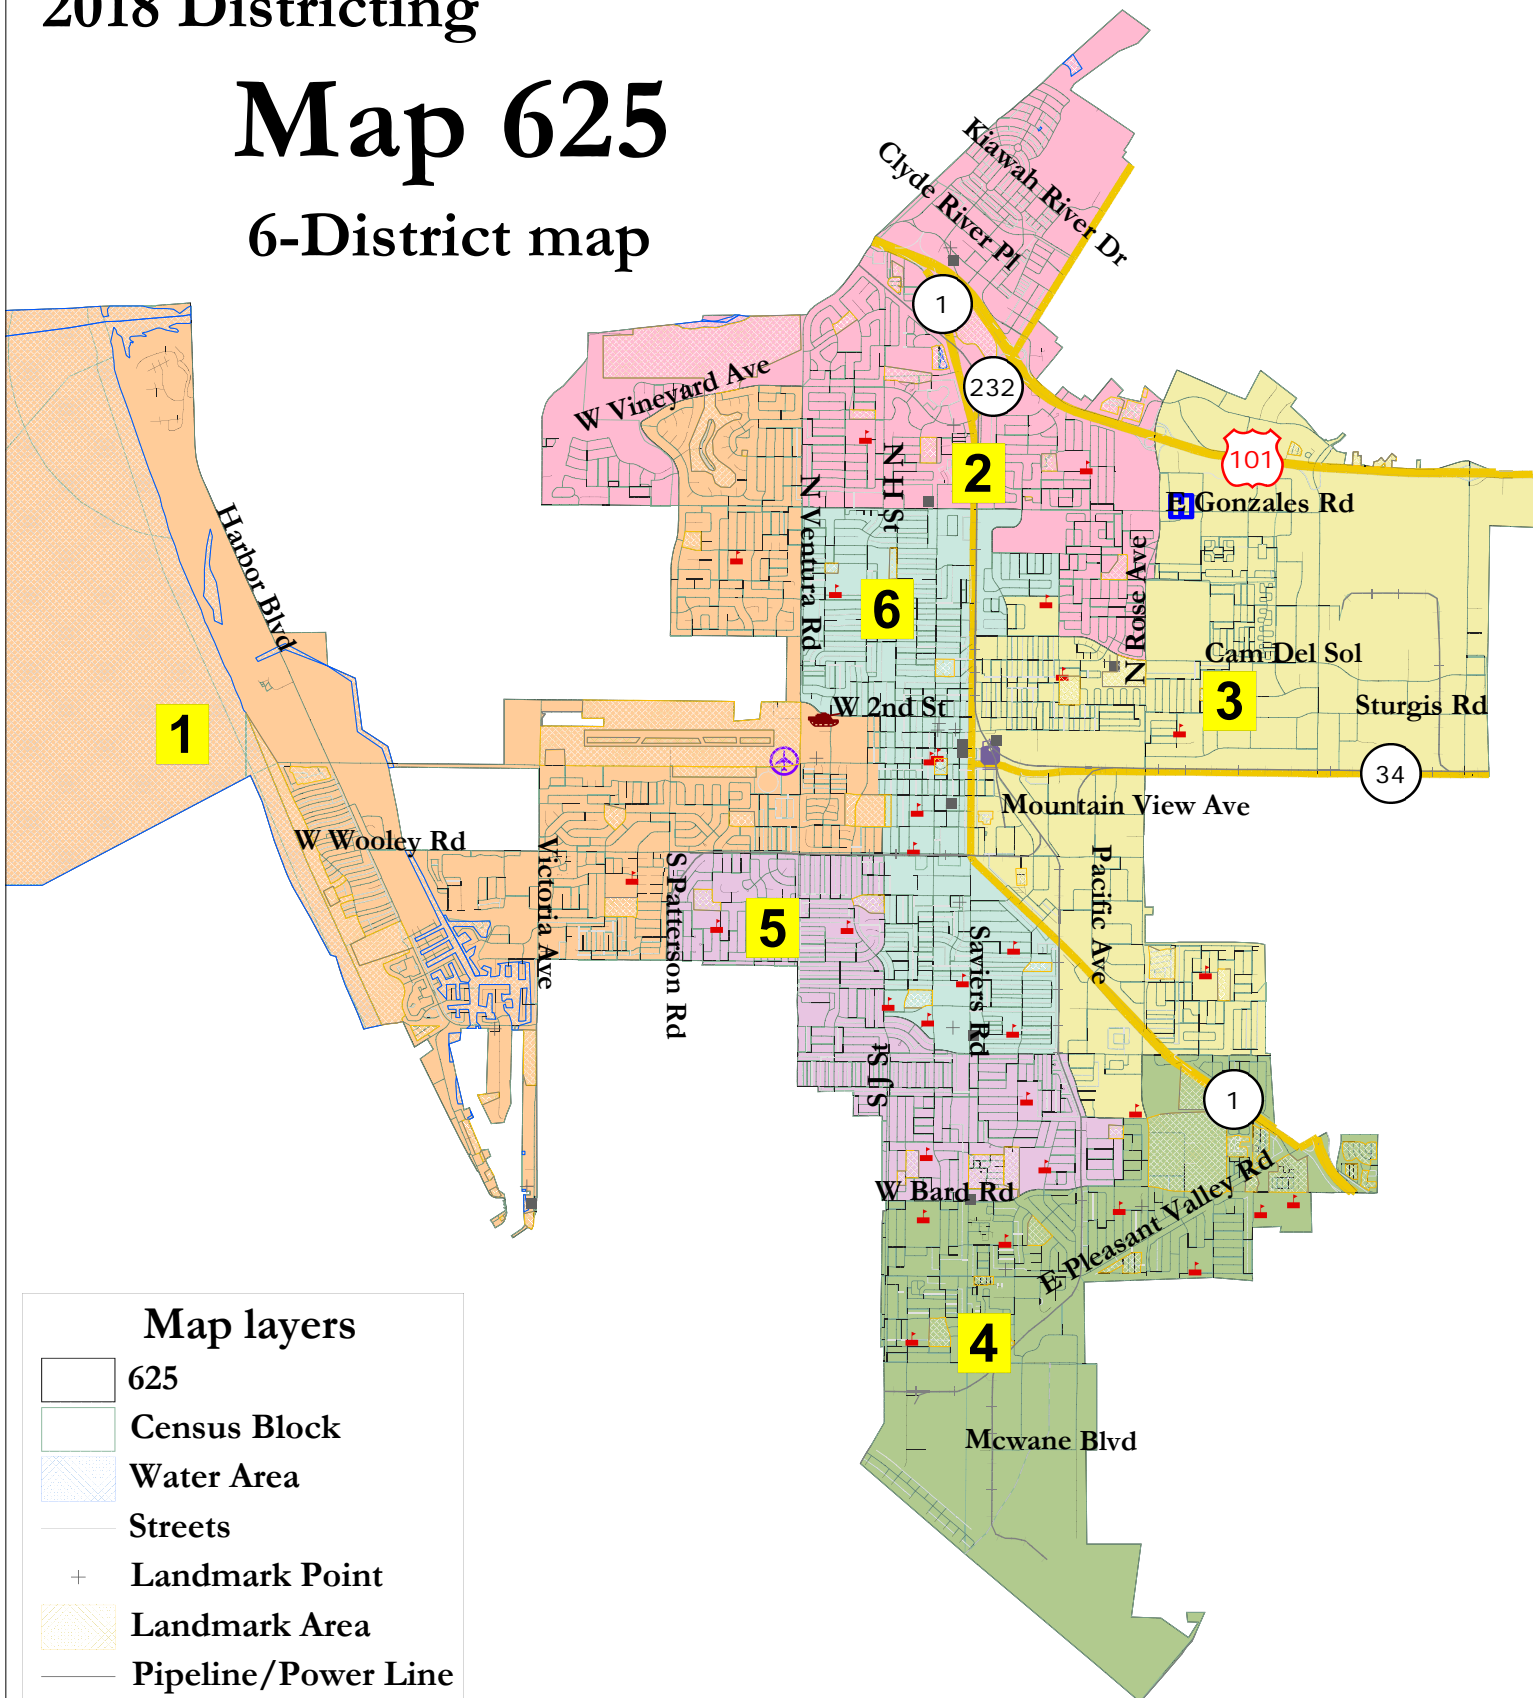 2018 Districting
Map 625
6-District map
Kiawah River Dr
Clyde River Pl
1
232
W Vineyard Ave
N H St
2
101
E Gonzales Rd
H
N Ventura Rd
Harbor Blvd
N Rose Ave
6
Cam Del Sol
3
Sturgis Rd
W 2nd St
1
34
Mountain View Ave
W Wooley Rd
Victoria Ave
S Patterson Rd
5
Pacific Ave
Saviers Rd
S J St
1
W Bard Rd
E Pleasant Valley Rd
4
Mcwane Blvd
Map layers
625
Census Block
Water Area
Streets
Landmark Point
Landmark Area
Pipeline/Power Line